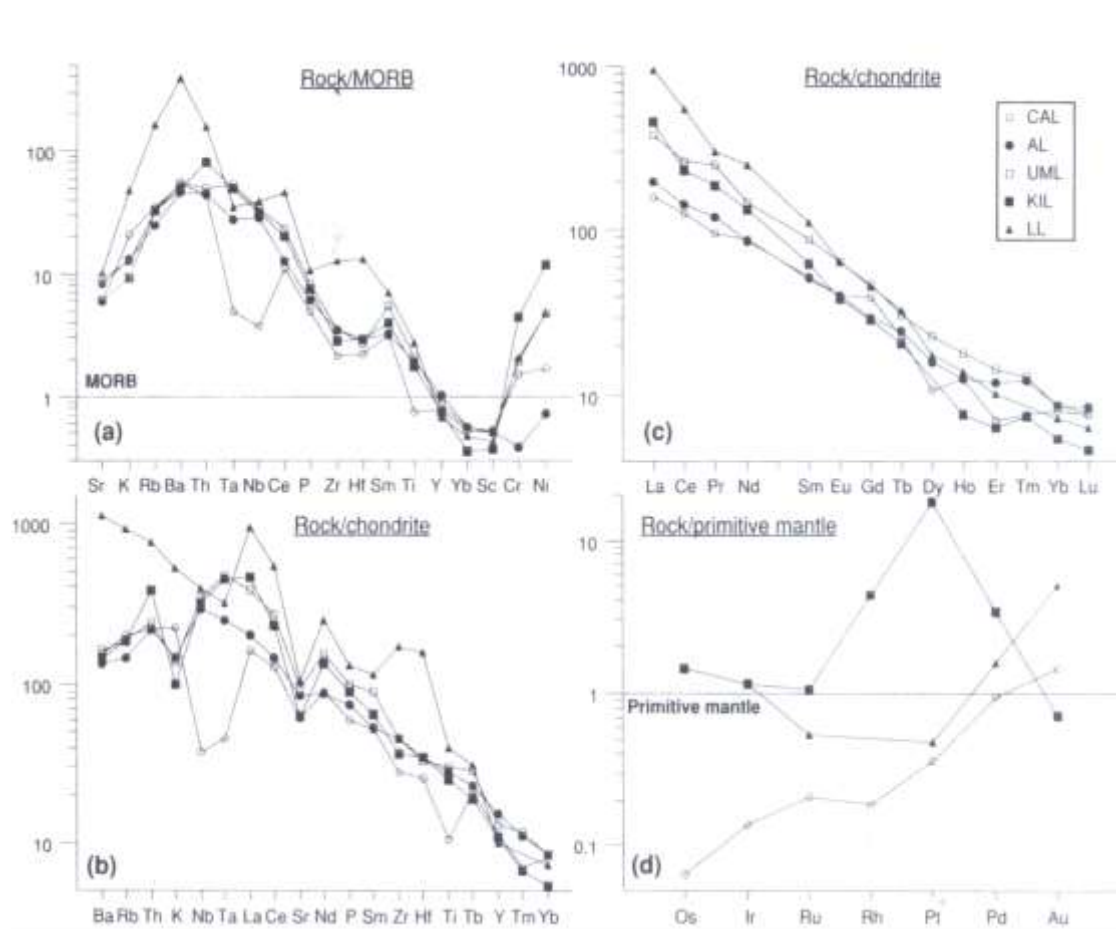 Rock/MORB
100
10
1
MORB
(a)
Sr K Rb Ba Th Ta Nb Ce P Zr Hf Sm Ti Y Yb Sc Cr Ni
Rock/chondrite
1000
100
10
CAL
AL
UML
KIL
LL
(c)
La Ce Pr Nd Sm Eu Gd Tb Dy Ho Er Tm Yb Lu
Rock/chondrite
1000
100
10
(b)
Ba Rb Th K Nb Ta La Ce Sr Nd P Sm Zr Hf Ti Tb Y Tm Yb
Rock/primitive mantle
10
1
0.1
Primitive mantle
(d)
Os Ir Ru Rh Pt Pd Au